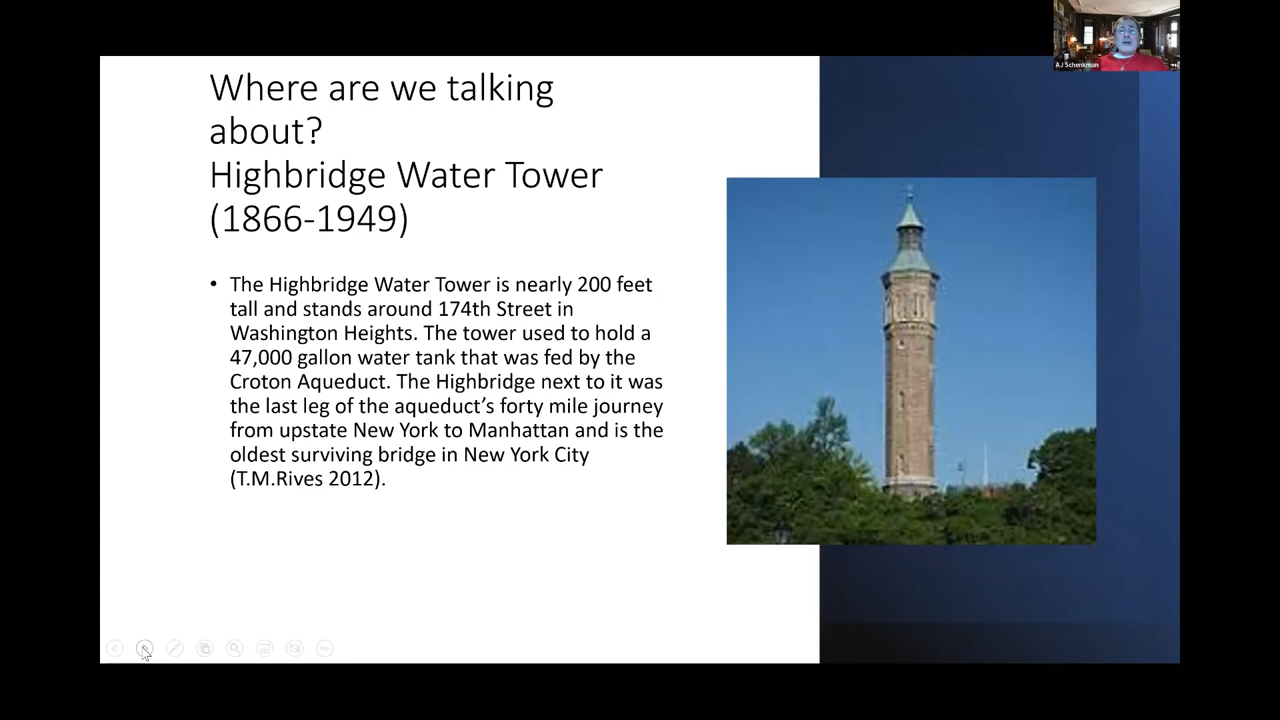 A J Schenkman
Where are we talking
about?
Highbridge Water Tower
(1866-1949)
• The Highbridge Water Tower is nearly 200 feet
tall and stands around 174th Street in
Washington Heights. The tower used to hold a
47,000 gallon water tank that was fed by the
Croton Aqueduct. The Highbridge next to it was
the last leg of the aqueduct’s forty mile journey
from upstate New York to Manhattan and is the
oldest surviving bridge in New York City
(T.M.Rives 2012).